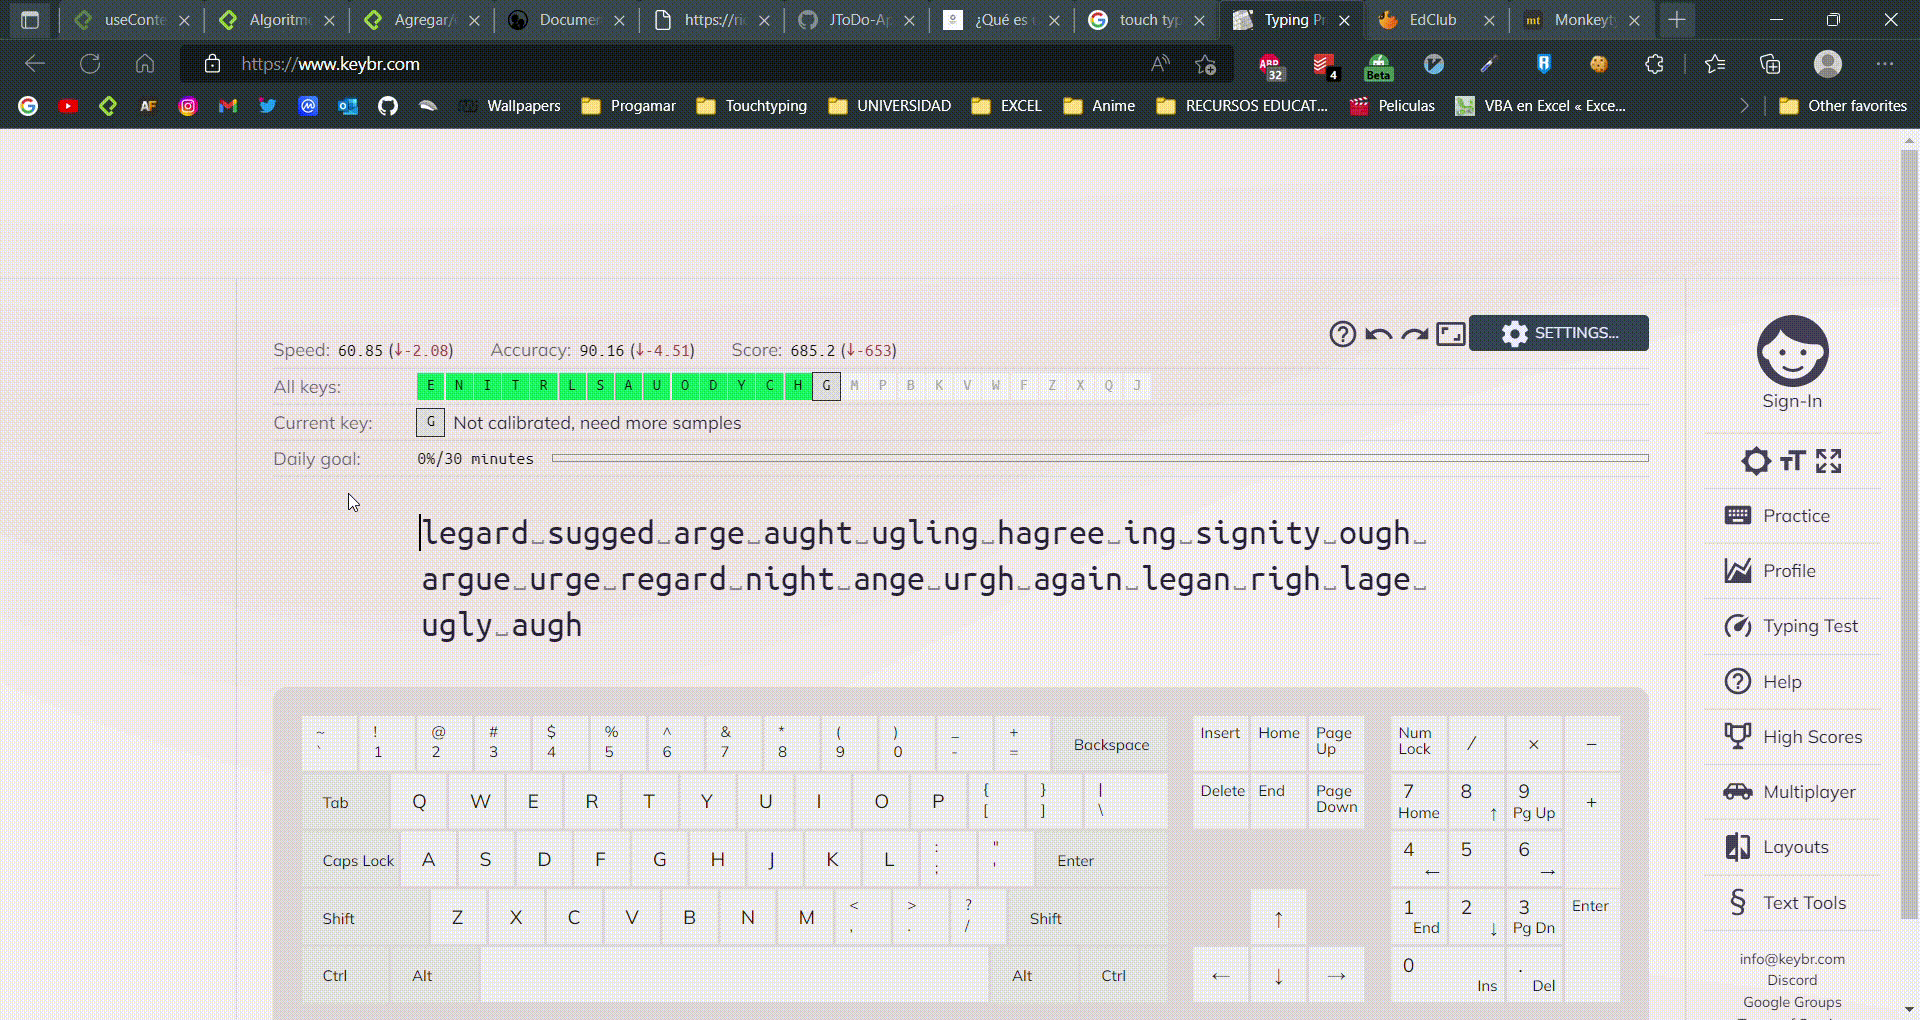 useConte Algoritm Agregar/ Documer https://n JToDo-Ap ¿Qué es touch typ Typing Pr EdClub mt Monkeyt
https://www.keybr.com
ABP 32 4 Beta
AF Wallpapers Progamar Touchtyping UNIVERSIDAD EXCEL Anime RECURSOS EDUCAT... Peliculas VBA en Excel « Exce... Other favorites
Speed: 60.85 (↓-2.08) Accuracy: 90.16 (↓-4.51) Score: 685.2 (↓-653)
SETTINGS...
All keys: E N I T R L S A U O D Y C H G M P B K V W F Z X Q J
Current key: G Not calibrated, need more samples
Daily goal: 0%/30 minutes
legard␣sugged␣arge␣aught␣ugling␣hagree␣ing␣signity␣ough␣
argue␣urge␣regard␣night␣ange␣urgh␣again␣legan␣righ␣lage␣
ugly␣augh
~ ! @ # $ % ^ & * ( ) _ +
` 1 2 3 4 5 6 7 8 9 0 - = Backspace
Insert Home Page Up
Num Lock / × −
Tab Q W E R T Y U I O P { [ } ] | \
Delete End Page Down
7 Home 8 ↑ 9 Pg Up +
Caps Lock A S D F G H J K L : ; " ' Enter
4 ← 5 6 →
Shift Z X C V B N M < , > . ? / Shift
↑
1 End 2 ↓ 3 Pg Dn Enter
Ctrl Alt Alt Ctrl
← ↓ →
0 Ins . Del
Sign-In
Practice
Profile
Typing Test
Help
High Scores
Multiplayer
Layouts
§ Text Tools
info@keybr.com
Discord
Google Groups